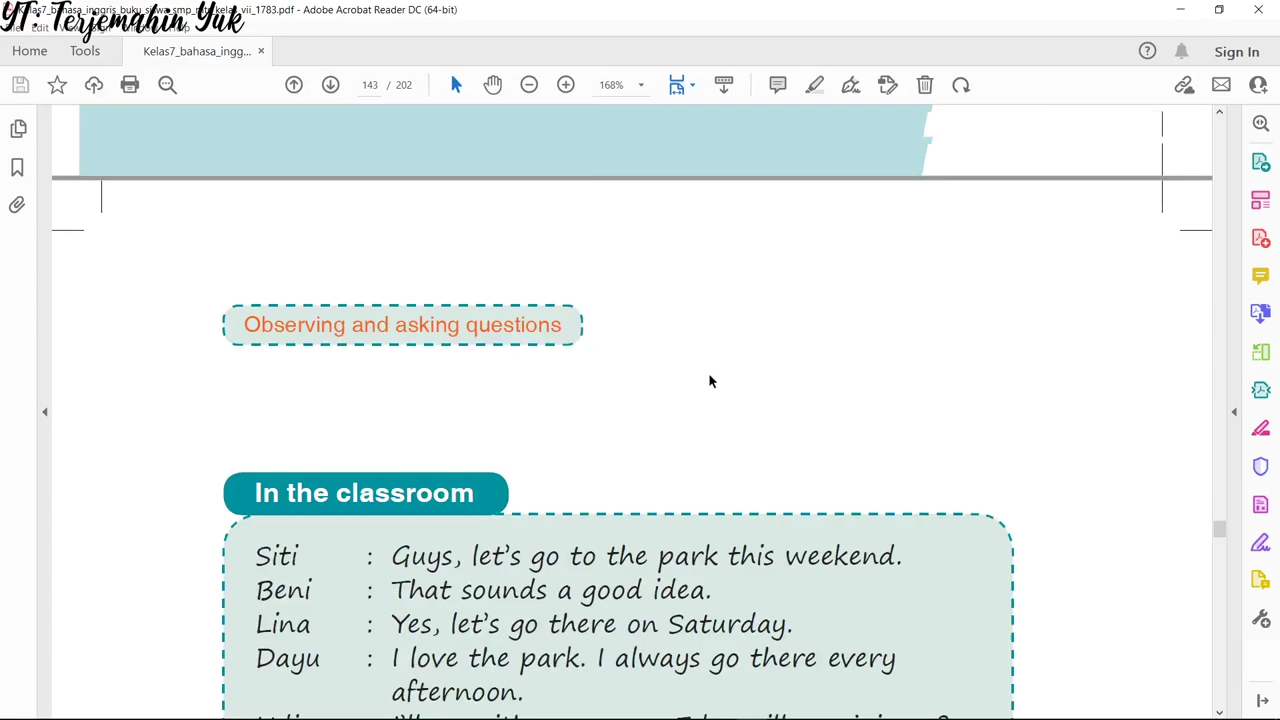 YT: Terjemahin Yuk
.pdf - Adobe Acrobat Reader DC (64-bit)
Home Tools Kelas7_bahasa_ingg... × Sign In
143 / 202 168%
Observing and asking questions
In the classroom
Siti : Guys, let's go to the park this weekend.
Beni : That sounds a good idea.
Lina : Yes, let's go there on Saturday.
Dayu : I love the park. I always go there every
afternoon.